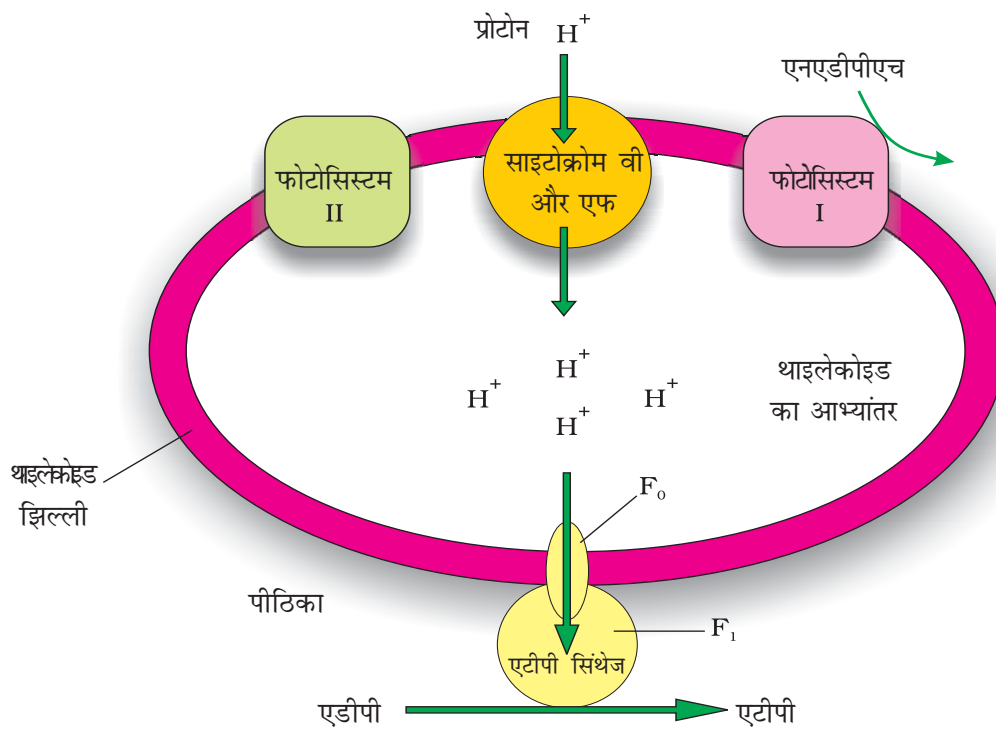 प्रोटोन H⁺
एनएडीपीएच
फोटोसिस्टम
II
साइटोक्रोम वी
और एफ
फोटोसिस्टम
I
H⁺
H⁺
H⁺
H⁺
थाइलेकोइड
का आभ्यांतर
थाइलेकोइड
झिल्ली
F₀
पीठिका
F₁
एटीपी सिंथेज
एडीपी
एटीपी